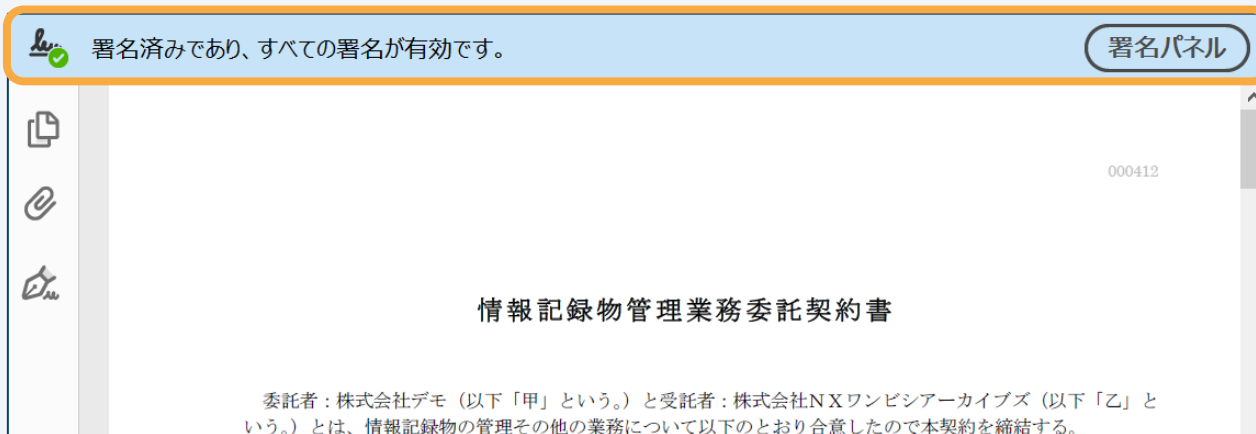 署名済みであり、すべての署名が有効です。
署名パネル
000412
情報記録物管理業務委託契約書
委託者：株式会社デモ（以下「甲」という。）と受託者：株式会社ＮＸワンビシアーカイブズ（以下「乙」と
いう。）とは、情報記録物の管理その他の業務について以下のとおり合意したので本契約を締結する。